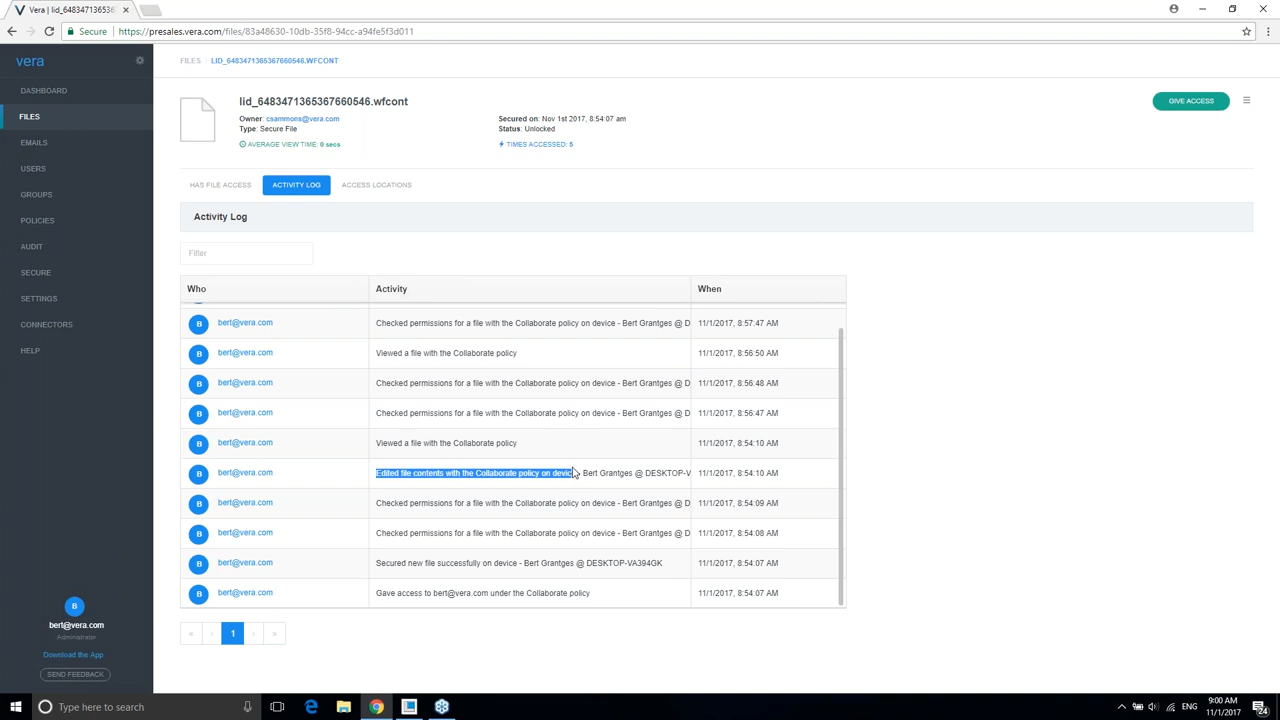 Vera | lid_64834713653676
Secure https://presales.vera.com/files/83a48630-10db-35f8-94cc-a94fe5f3d011
vera
DASHBOARD
FILES
EMAILS
USERS
GROUPS
POLICIES
AUDIT
SECURE
SETTINGS
CONNECTORS
HELP
B
bert@vera.com
Administrator
Download the App
SEND FEEDBACK
FILES / LID_6483471365367660546.WFCONT
lid_6483471365367660546.wfcont
Owner: csammons@vera.com
Type: Secure File
AVERAGE VIEW TIME: 0 secs
Secured on: Nov 1st 2017, 8:54:07 am
Status: Unlocked
TIMES ACCESSED: 5
GIVE ACCESS
HAS FILE ACCESS ACTIVITY LOG ACCESS LOCATIONS
Activity Log
Filter
Who Activity When
B bert@vera.com Checked permissions for a file with the Collaborate policy on device - Bert Grantges @ D 11/1/2017, 8:57:47 AM
B bert@vera.com Viewed a file with the Collaborate policy 11/1/2017, 8:56:50 AM
B bert@vera.com Checked permissions for a file with the Collaborate policy on device - Bert Grantges @ D 11/1/2017, 8:56:48 AM
B bert@vera.com Checked permissions for a file with the Collaborate policy on device - Bert Grantges @ D 11/1/2017, 8:56:47 AM
B bert@vera.com Viewed a file with the Collaborate policy 11/1/2017, 8:54:10 AM
B bert@vera.com Edited file contents with the Collaborate policy on device - Bert Grantges @ DESKTOP-V 11/1/2017, 8:54:10 AM
B bert@vera.com Checked permissions for a file with the Collaborate policy on device - Bert Grantges @ D 11/1/2017, 8:54:09 AM
B bert@vera.com Checked permissions for a file with the Collaborate policy on device - Bert Grantges @ D 11/1/2017, 8:54:08 AM
B bert@vera.com Secured new file successfully on device - Bert Grantges @ DESKTOP-VA394GK 11/1/2017, 8:54:07 AM
B bert@vera.com Gave access to bert@vera.com under the Collaborate policy 11/1/2017, 8:54:07 AM
« ‹ 1 › »
Type here to search
ENG
9:00 AM
11/1/2017
24